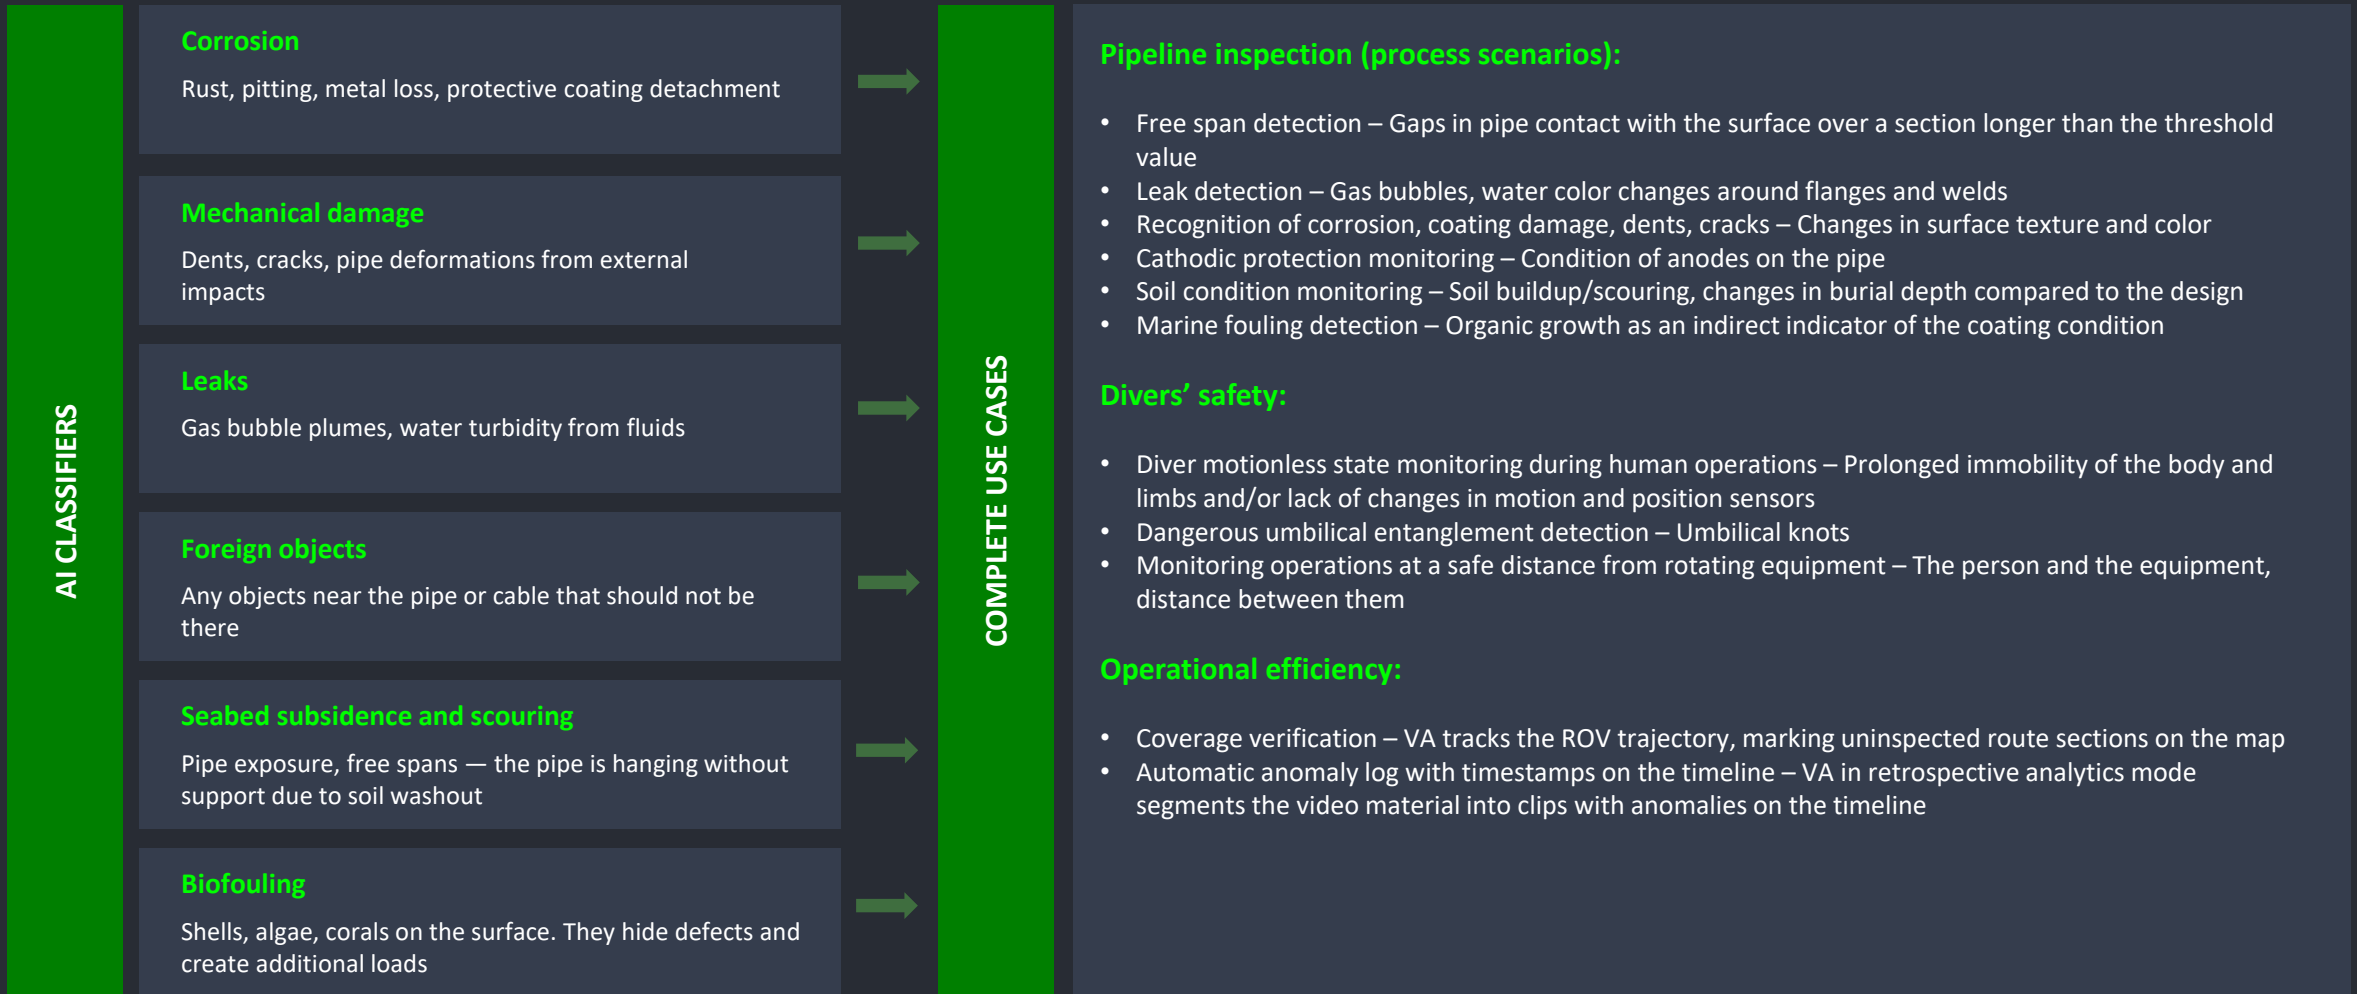 AI CLASSIFIERS
Corrosion
Rust, pitting, metal loss, protective coating detachment
Mechanical damage
Dents, cracks, pipe deformations from external
impacts
Leaks
Gas bubble plumes, water turbidity from fluids
Foreign objects
Any objects near the pipe or cable that should not be
there
Seabed subsidence and scouring
Pipe exposure, free spans — the pipe is hanging without
support due to soil washout
Biofouling
Shells, algae, corals on the surface. They hide defects and
create additional loads
COMPLETE USE CASES
Pipeline inspection (process scenarios):
• Free span detection – Gaps in pipe contact with the surface over a section longer than the threshold
value
• Leak detection – Gas bubbles, water color changes around flanges and welds
• Recognition of corrosion, coating damage, dents, cracks – Changes in surface texture and color
• Cathodic protection monitoring – Condition of anodes on the pipe
• Soil condition monitoring – Soil buildup/scouring, changes in burial depth compared to the design
• Marine fouling detection – Organic growth as an indirect indicator of the coating condition
Divers’ safety:
• Diver motionless state monitoring during human operations – Prolonged immobility of the body and
limbs and/or lack of changes in motion and position sensors
• Dangerous umbilical entanglement detection – Umbilical knots
• Monitoring operations at a safe distance from rotating equipment – The person and the equipment,
distance between them
Operational efficiency:
• Coverage verification – VA tracks the ROV trajectory, marking uninspected route sections on the map
• Automatic anomaly log with timestamps on the timeline – VA in retrospective analytics mode
segments the video material into clips with anomalies on the timeline